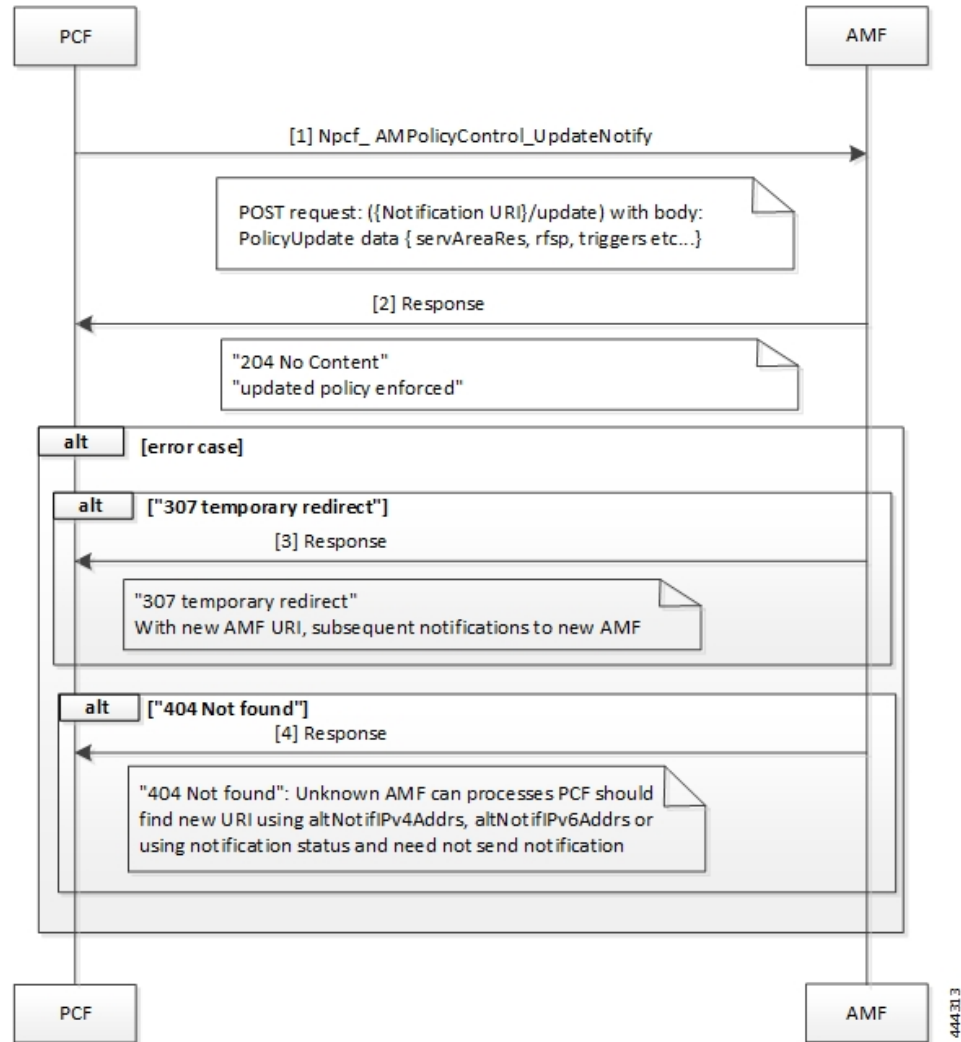 PCF
AMF
[1] Npcf_ AMPolicyControl_UpdateNotify
POST request: ({Notification URI}/update) with body:
PolicyUpdate data { servAreaRes, rfsp, triggers etc...}
[2] Response
"204 No Content"
"updated policy enforced"
alt
[error case]
alt
["307 temporary redirect"]
[3] Response
"307 temporary redirect"
With new AMF URI, subsequent notifications to new AMF
alt
["404 Not found"]
[4] Response
"404 Not found": Unknown AMF can processes PCF should
find new URI using altNotifIPv4Addrs, altNotifIPv6Addrs or
using notification status and need not send notification
PCF
AMF
444313